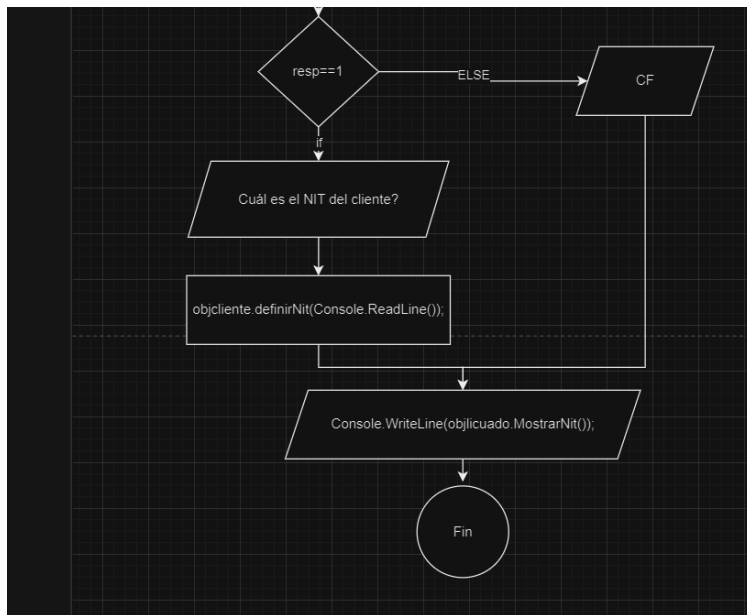 resp==1
ELSE
CF
if
Cuál es el NIT del cliente?
objcliente.definirNit(Console.ReadLine());
Console.WriteLine(objlicuado.MostrarNit());
Fin